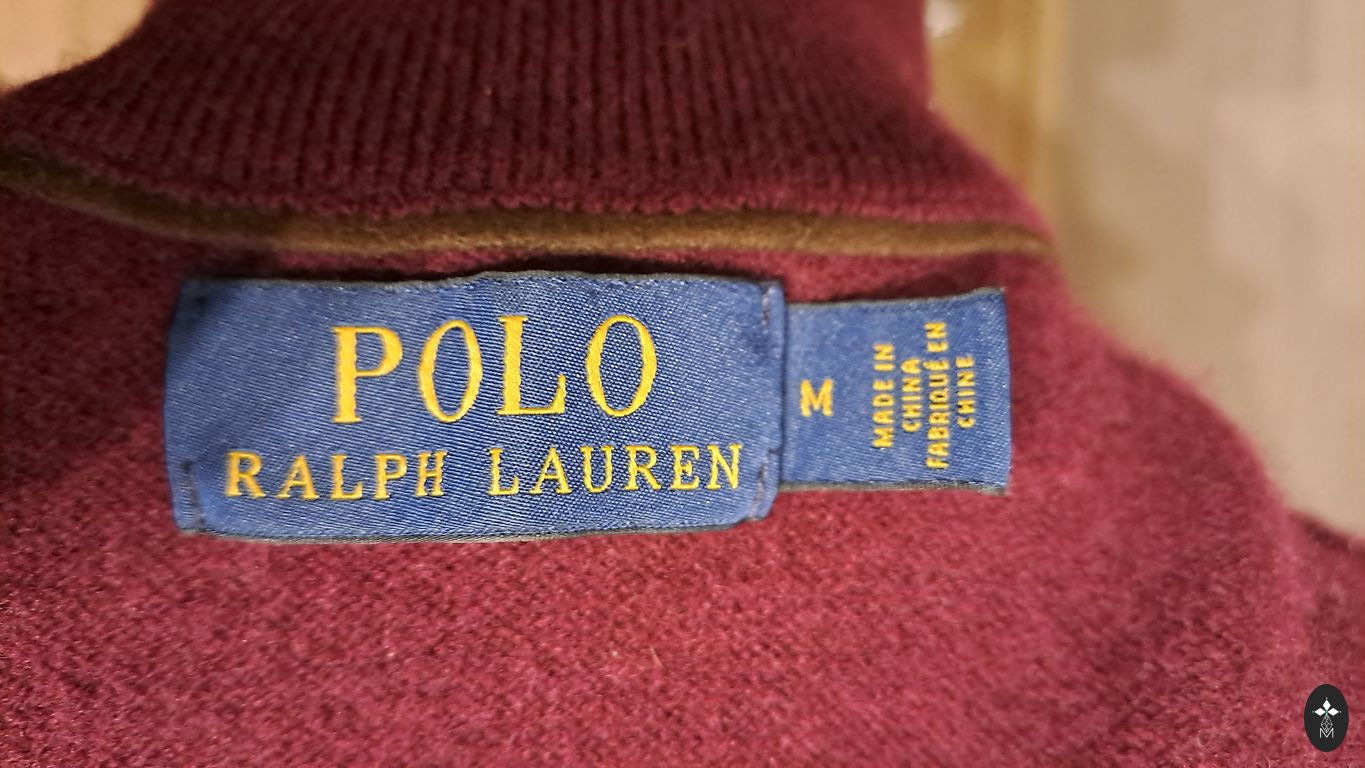 POLO
RALPH LAUREN
M
MADE IN
CHINA
FABRIQUÉ EN
CHINE
M